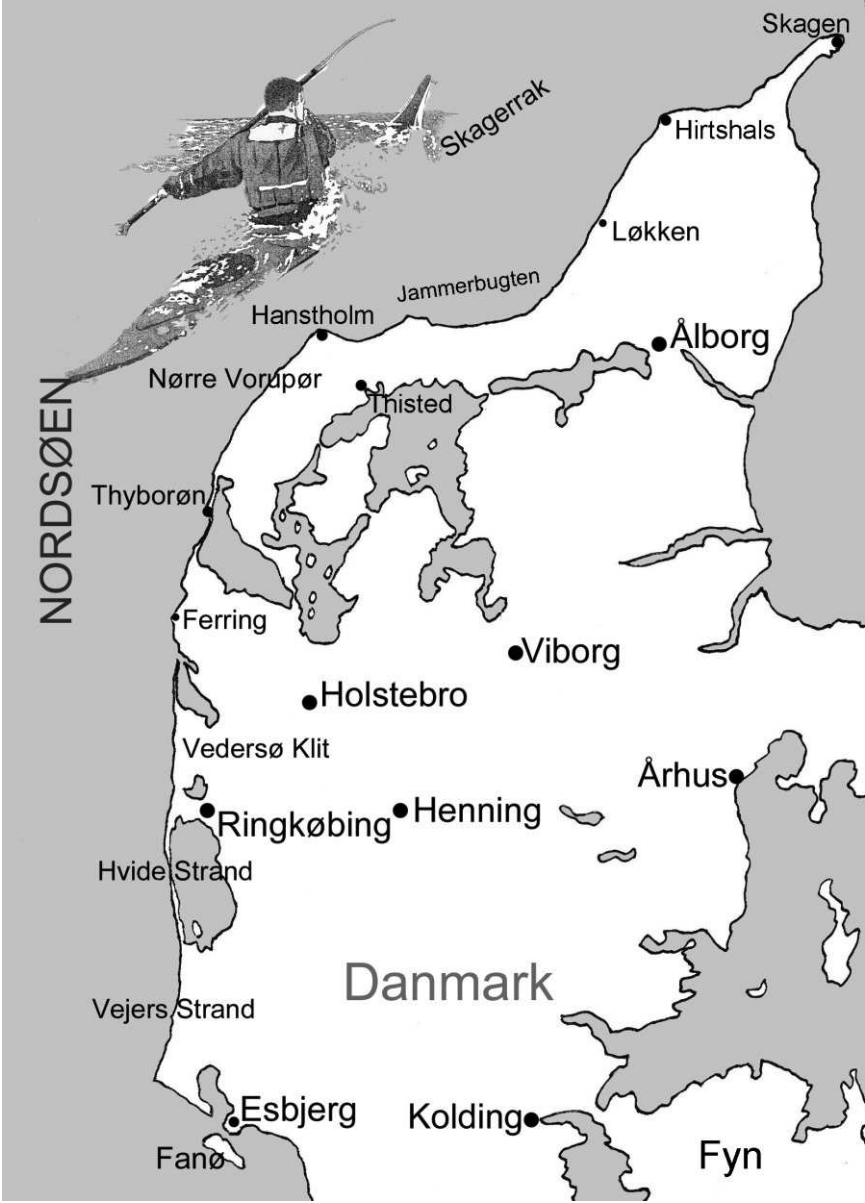 Skagen
Skagerrak
Hirtshals
Løkken
Jammerbugten
Hanstholm
Ålborg
Nørre Vorupør
Thisted
NORDSØEN
Thyborøn
Ferring
Viborg
Holstebro
Vedersø Klit
Århus
Ringkøbing
Henning
Hvide Strand
Danmark
Vejers Strand
Esbjerg
Kolding
Fanø
Fyn